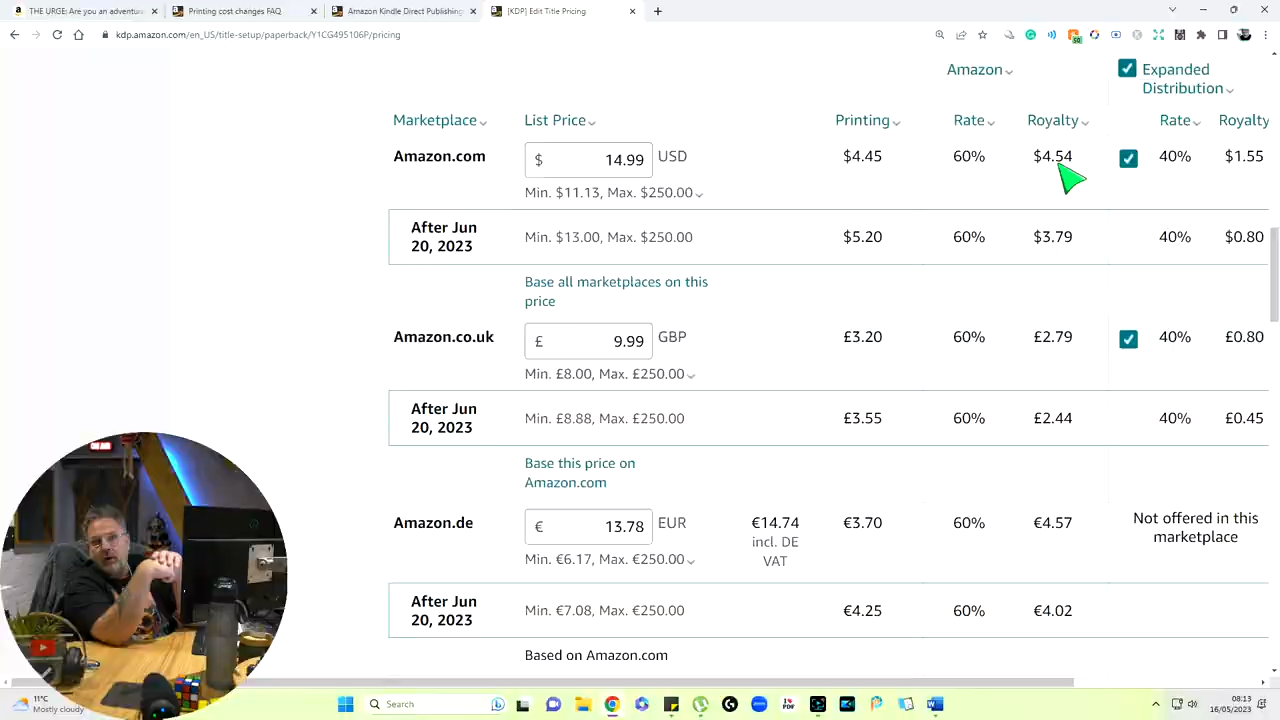 THE URGE: Are you an adventure
Printing cost changes FAQ
Amazon Kindle Direct Publishing
[KDP] Edit Title Pricing
kdp.amazon.com/en_US/title-setup/paperback/Y1CG495106P/pricing
Amazon
Expanded
Distribution
Marketplace List Price Printing Rate Royalty Rate Royalty
Amazon.com $ 14.99 USD $4.45 60% $4.54 40% $1.55
Min. $11.13, Max. $250.00
After Jun
20, 2023
Min. $13.00, Max. $250.00 $5.20 60% $3.79 40% $0.80
Base all marketplaces on this
price
Amazon.co.uk £ 9.99 GBP £3.20 60% £2.79 40% £0.80
Min. £8.00, Max. £250.00
After Jun
20, 2023
Min. £8.88, Max. £250.00 £3.55 60% £2.44 40% £0.45
Base this price on
Amazon.com
Amazon.de € 13.78 EUR €14.74 €3.70 60% €4.57
incl. DE
VAT
Not offered in this
marketplace
Min. €6.17, Max. €250.00
After Jun
20, 2023
Min. €7.08, Max. €250.00 €4.25 60% €4.02
Based on Amazon.com
11°C
Mostly cloudy
Search
08:13
16/05/2023